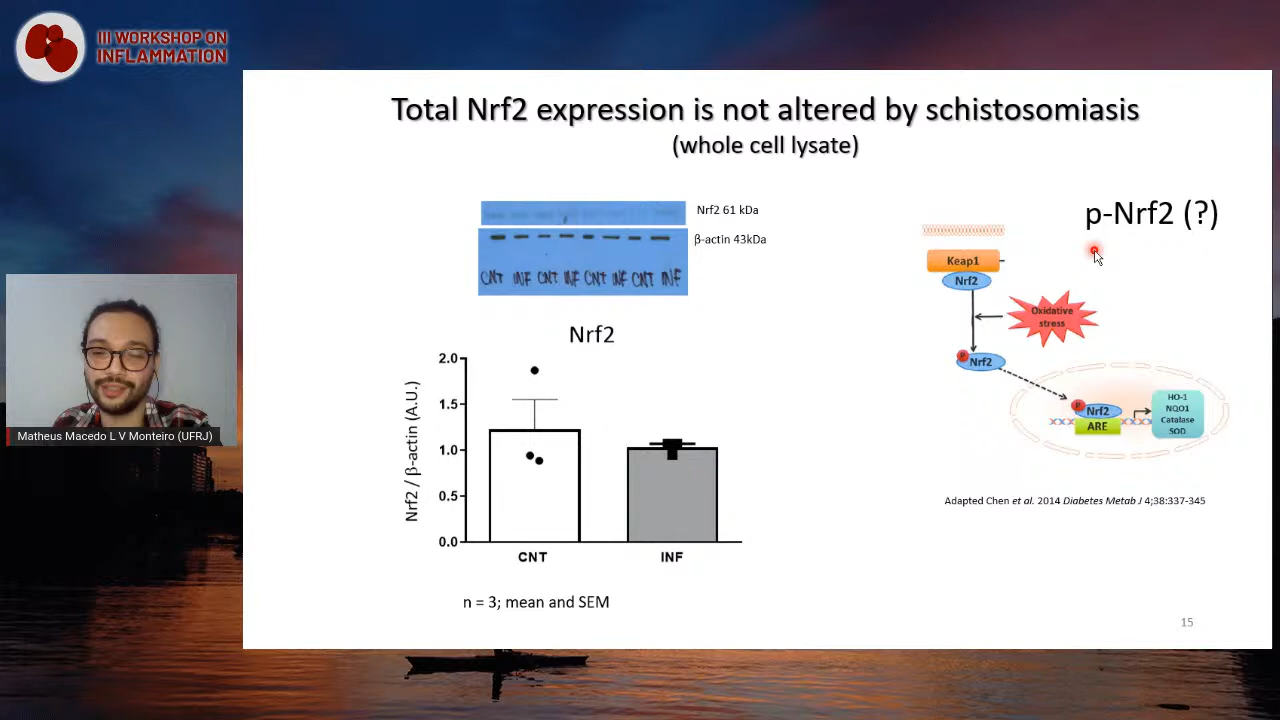 III WORKSHOP ON
INFLAMMATION
Total Nrf2 expression is not altered by schistosomiasis
(whole cell lysate)
Nrf2 61 kDa
β-actin 43kDa
CNT INF CNT INF CNT INF CNT INF
Nrf2
Nrf2 / β-actin (A.U.)
2.0
1.5
1.0
0.5
0.0
CNT INF
n = 3; mean and SEM
p-Nrf2 (?)
Keap1
Nrf2
Oxidative
stress
P
Nrf2
P
Nrf2
ARE
HO-1
NQO1
Catalase
SOD
Adapted Chen et al. 2014 Diabetes Metab J 4;38:337-345
15
Matheus Macedo L V Monteiro (UFRJ)